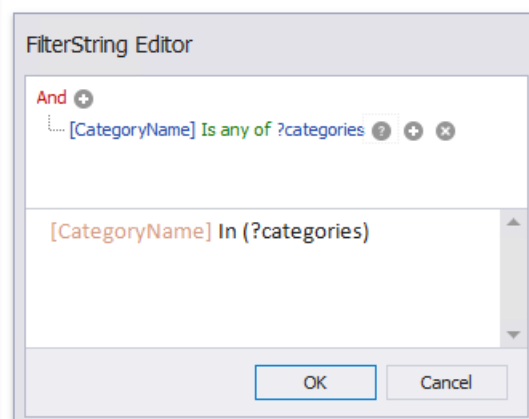 FilterString Editor
And
[CategoryName] Is any of ?categories ?
[CategoryName] In (?categories)
OK Cancel